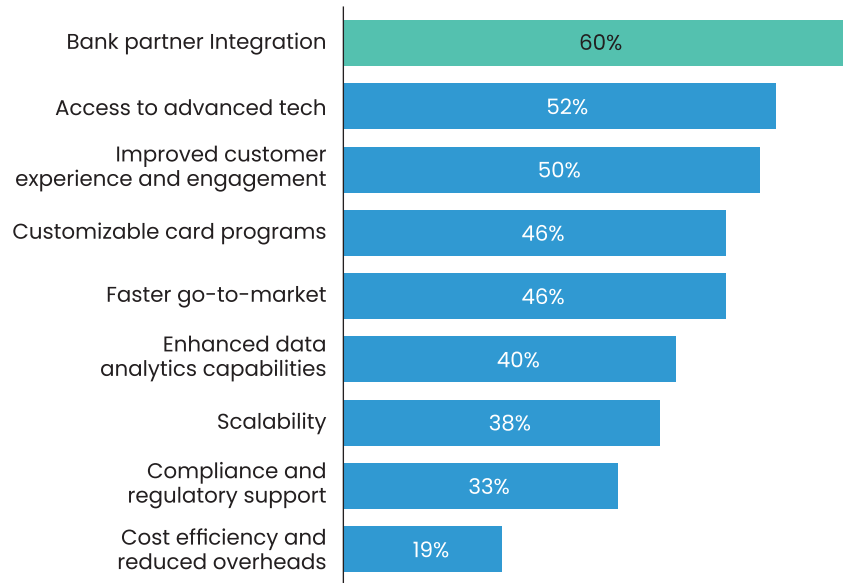 Bank partner Integration
60%
Access to advanced tech
52%
Improved customer
experience and engagement
50%
Customizable card programs
46%
Faster go-to-market
46%
Enhanced data
analytics capabilities
40%
Scalability
38%
Compliance and
regulatory support
33%
Cost efficiency and
reduced overheads
19%